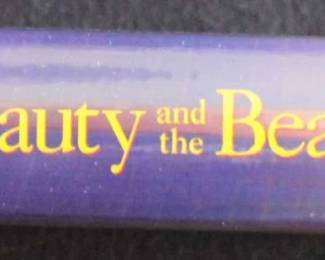 auty and the Bea